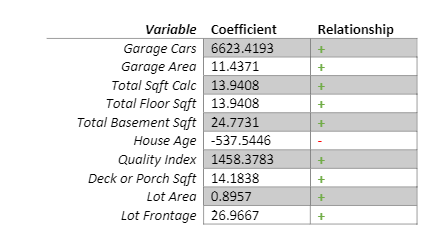 Variable Coefficient Relationship
Garage Cars 6623.4193 +
Garage Area 11.4371 +
Total Sqft Calc 13.9408 +
Total Floor Sqft 13.9408 +
Total Basement Sqft 24.7731 +
House Age -537.5446 -
Quality Index 1458.3783 +
Deck or Porch Sqft 14.1838 +
Lot Area 0.8957 +
Lot Frontage 26.9667 +